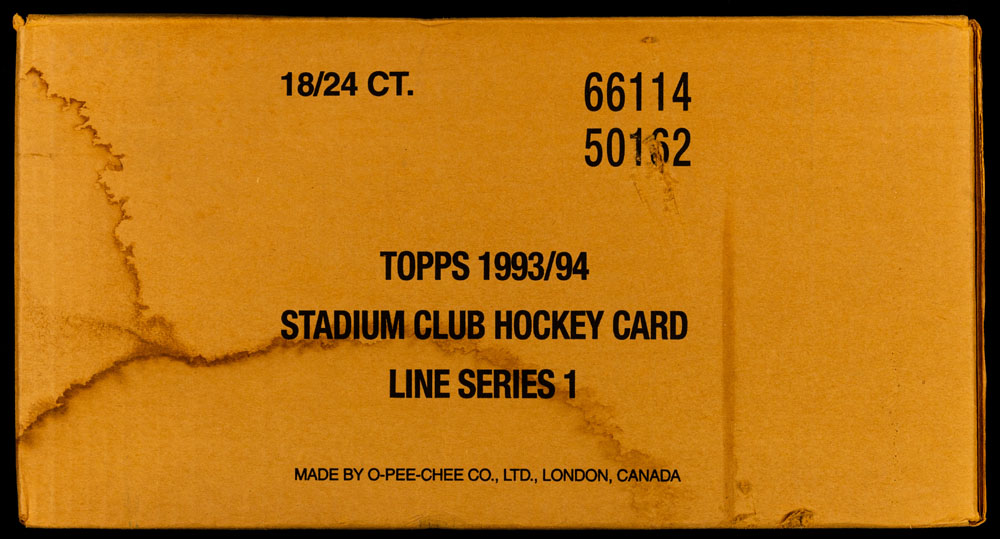 18/24 CT.
66114
50162
TOPPS 1993/94
STADIUM CLUB HOCKEY CARD
LINE SERIES 1
MADE BY O-PEE-CHEE CO., LTD., LONDON, CANADA